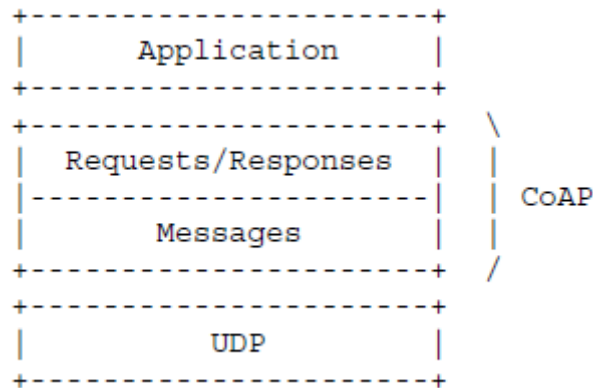 Application
Requests/Responses
CoAP
Messages
UDP